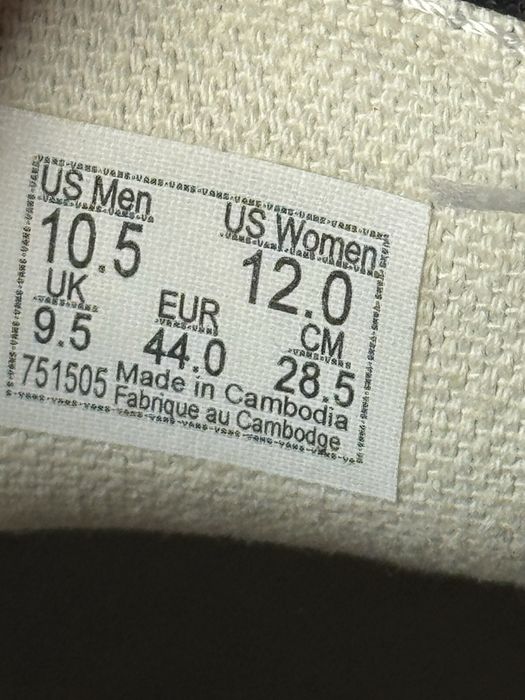 US Men US Women
10.5 12.0
UK EUR CM
9.5 44.0 28.5
751505 Made in Cambodia
Fabrique au Cambodge